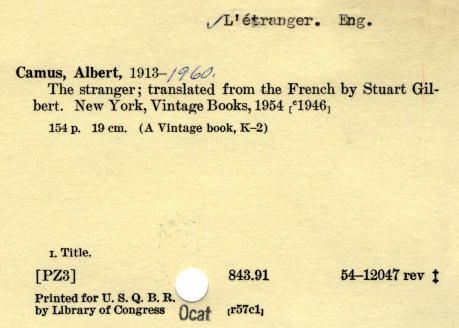 ✓L'étranger. Eng.
Camus, Albert, 1913–1960.
The stranger; translated from the French by Stuart Gil-
bert. New York, Vintage Books, 1954 [ᶜ1946]
154 p. 19 cm. (A Vintage book, K–2)
I. Title.
[PZ3] 843.91 54–12047 rev ‡
Printed for U. S. Q. B. R.
by Library of Congress Ocat [r57c1]